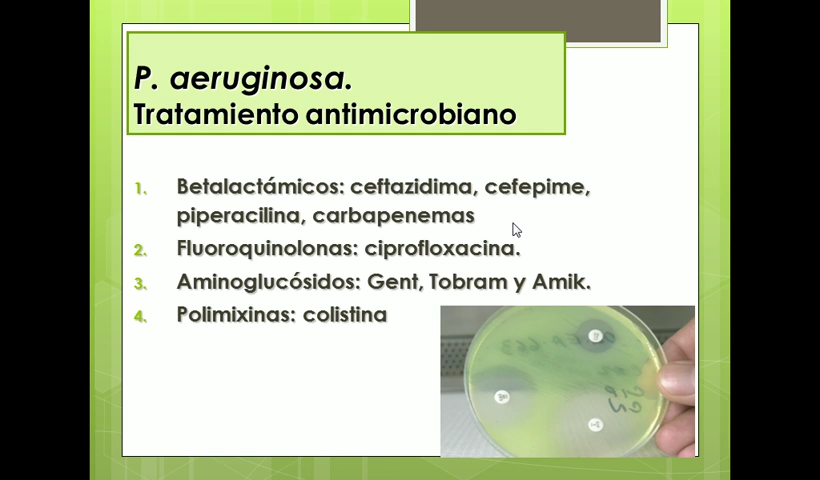 P. aeruginosa.
Tratamiento antimicrobiano
1. Betalactámicos: ceftazidima, cefepime,
piperacilina, carbapenemas
2. Fluoroquinolonas: ciprofloxacina.
3. Aminoglucósidos: Gent, Tobram y Amik.
4. Polimixinas: colistina